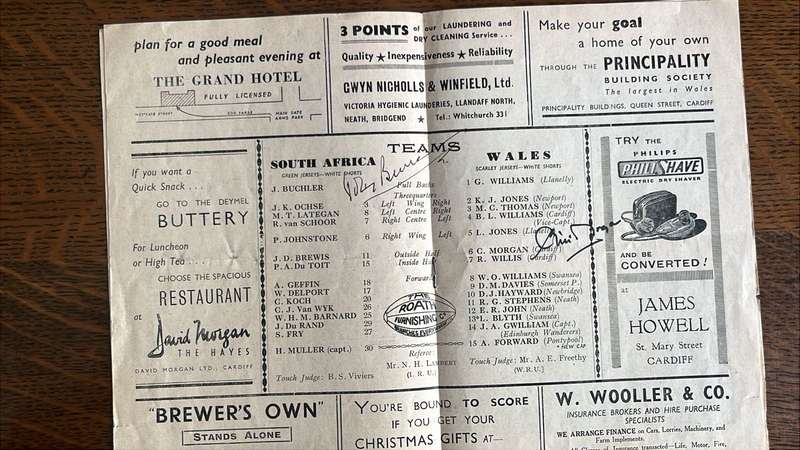 plan for a good meal
and pleasant evening at
THE GRAND HOTEL
FULLY LICENSED
WESTGATE STREET
MAIN GATE
ARMS PARK
3 POINTS of our LAUNDERING and
DRY CLEANING Service . . .
Quality ★ Inexpensiveness ★ Reliability
GWYN NICHOLLS & WINFIELD, Ltd.
VICTORIA HYGIENIC LAUNDERIES, LLANDAFF NORTH,
NEATH, BRIDGEND ★ Tel.: Whitchurch 331
Make your goal
a home of your own
THROUGH THE PRINCIPALITY
BUILDING SOCIETY
The largest in Wales
PRINCIPALITY BUILDINGS, QUEEN STREET, CARDIFF
If you want a
Quick Snack . . .
GO TO THE DEYMEL
BUTTERY
For Luncheon
or High Tea . . .
CHOOSE THE SPACIOUS
RESTAURANT
at
David Morgan
THE HAYES
DAVID MORGAN LTD., CARDIFF
TEAMS
SOUTH AFRICA
GREEN JERSEYS—WHITE SHORTS
WALES
SCARLET JERSEYS—WHITE SHORTS
J. BUCHLER Full Backs 1 G. WILLIAMS (Llanelly)
Threequarters
J. K. OCHSE 3 Left Wing Right 2 K. J. JONES (Newport)
M. T. LATEGAN 8 Left Centre Right 3 M. C. THOMAS (Newport)
R. van SCHOOR 7 Right Centre Left 4 B. L. WILLIAMS (Cardiff)
(Vice-Capt.)
P. JOHNSTONE 6 Right Wing Left 5 L. JONES (Llanelly)
J. D. BREWIS 11 Outside Half 6 C. MORGAN (Cardiff)
P. A. DU TOIT 15 Inside Half 7 R. WILLIS (Cardiff)
Forwards
A. GEFFIN 18 8 W. O. WILLIAMS (Swansea)
W. DELPORT 17 9 D. M. DAVIES (Somerset P.)
C. KOCH 20 10 D. J. HAYWARD (Newbridge)
C. J. Van WYK 26 11 R. G. STEPHENS (Neath)
W. H. M. BARNARD 25 12 E. R. JOHN (Neath)
J. Du RAND 29 13 L. BLYTH (Swansea)
S. FRY 27 14 J. A. GWILLIAM (Capt.)
(Edinburgh Wanderers)
H. MULLER (capt.) 30 15 A. FORWARD (Pontypool)
NEW CAP
THE
ROATH
FURNISHING Co
Referee
Mr. N. H. LAMBERT
(I. R. U.)
Touch Judge: B. S. Viviers
Touch Judge: Mr. A. E. Freethy
(W.R.U.)
TRY THE
PHILIPS
PHILISHAVE
ELECTRIC DRY SHAVER
AND BE
CONVERTED!
at
JAMES
HOWELL
St. Mary Street
CARDIFF
"BREWER'S OWN"
STANDS ALONE
YOU'RE BOUND TO SCORE
IF YOU GET YOUR
CHRISTMAS GIFTS AT—
W. WOOLLER & CO.
INSURANCE BROKERS AND HIRE PURCHASE
SPECIALISTS
WE ARRANGE FINANCE on Cars, Lorries, Machinery, and
Farm Implements.